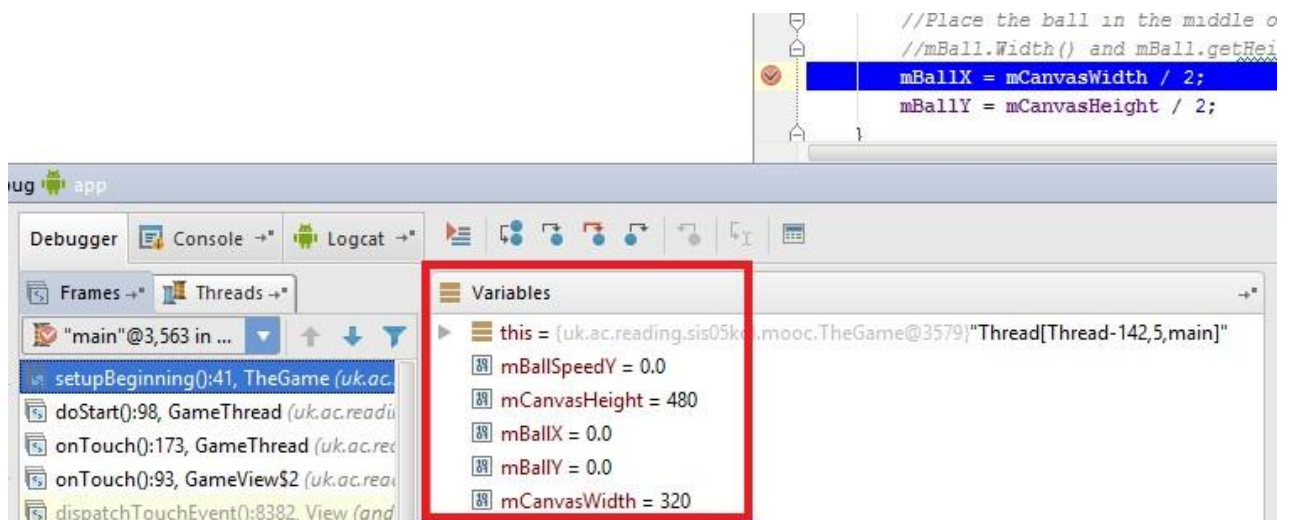 //Place the ball in the middle o
//mBall.Width() and mBall.getHei
mBallX = mCanvasWidth / 2;
mBallY = mCanvasHeight / 2;
}
ug app
Debugger Console Logcat
Frames Threads
"main"@3,563 in ...
setupBeginning():41, TheGame (uk.ac.
doStart():98, GameThread (uk.ac.readi
onTouch():173, GameThread (uk.ac.re
onTouch():93, GameView$2 (uk.ac.rea
dispatchTouchEvent():8382, View (and
Variables
this = {uk.ac.reading.sis05k .mooc.TheGame@3579}"Thread[Thread-142,5,main]"
mBallSpeedY = 0.0
mCanvasHeight = 480
mBallX = 0.0
mBallY = 0.0
mCanvasWidth = 320